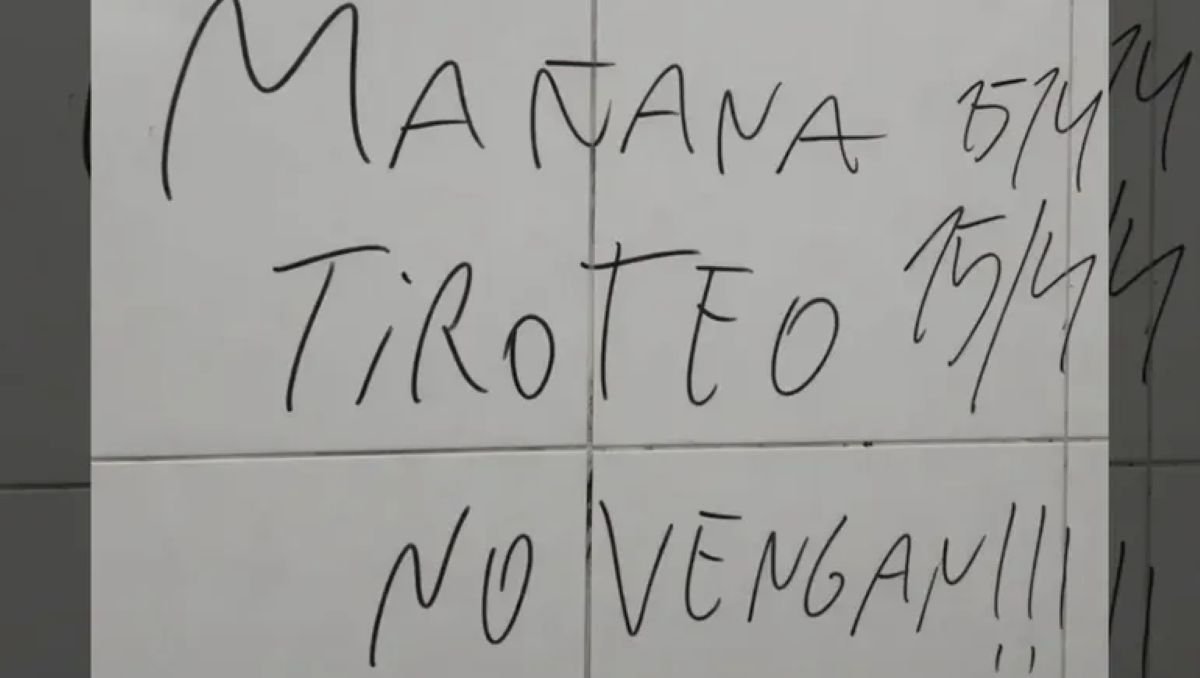 MAÑANA 15/4
TiROTEO 15/4
NO VENGAN!!!